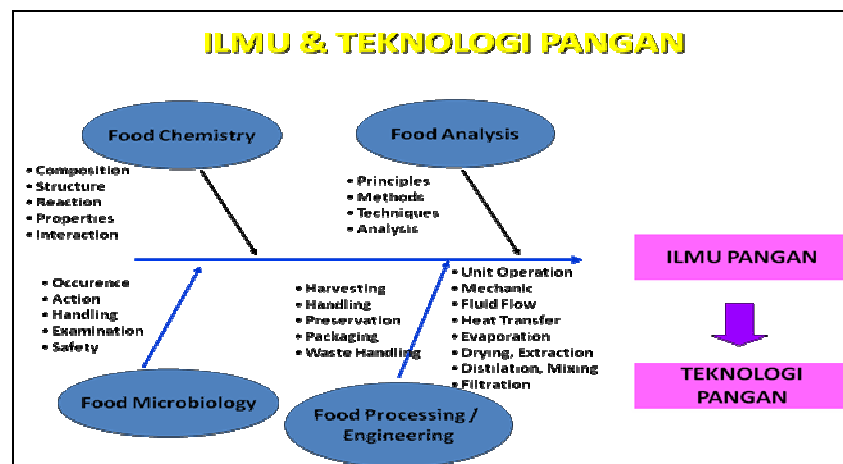 ILMU & TEKNOLOGI PANGAN
Food Chemistry
• Composition
• Structure
• Reaction
• Properties
• Interaction
Food Analysis
• Principles
• Methods
• Techniques
• Analysis
• Occurence
• Action
• Handling
• Examination
• Safety
Food Microbiology
• Harvesting
• Handling
• Preservation
• Packaging
• Waste Handling
• Unit Operation
• Mechanic
• Fluid Flow
• Heat Transfer
• Evaporation
• Drying, Extraction
• Distilation, Mixing
• Filtration
Food Processing /
Engineering
ILMU PANGAN
TEKNOLOGI
PANGAN